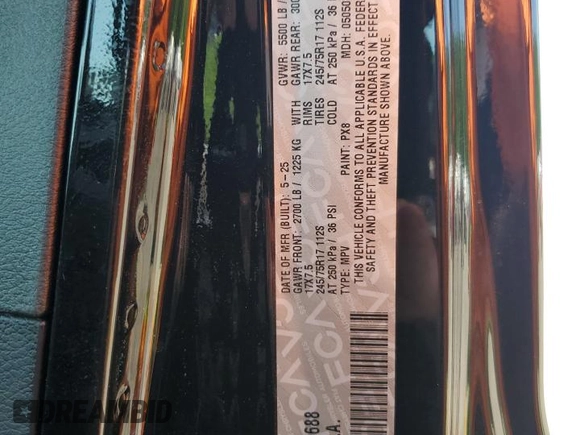 DATE OF MFR (BUILT): 5-25 GVWR: 5500 LB /
GAWR FRONT: 2700 LB / 1225 KG WITH GAWR REAR: 300
17X7.5 RIMS 17X7.5
245/75R17 112S TIRES 245/75R17 112S
AT 250 kPa / 36 PSI COLD AT 250 kPa / 36
TYPE: MPV PAINT: PX8 MDH: 05050
THIS VEHICLE CONFORMS TO ALL APPLICABLE U.S.A. FEDER
SAFETY AND THEFT PREVENTION STANDARDS IN EFFECT
MANUFACTURE SHOWN ABOVE.
688
.A.
DREAMBID